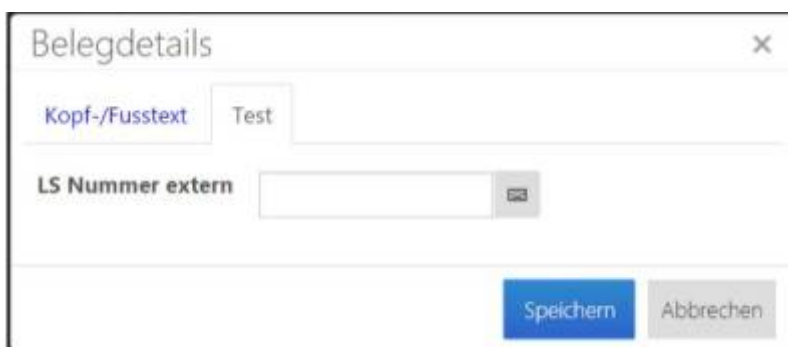 Belegdetails
Kopf-/Fusstext Test
LS Nummer extern
Speichern Abbrechen